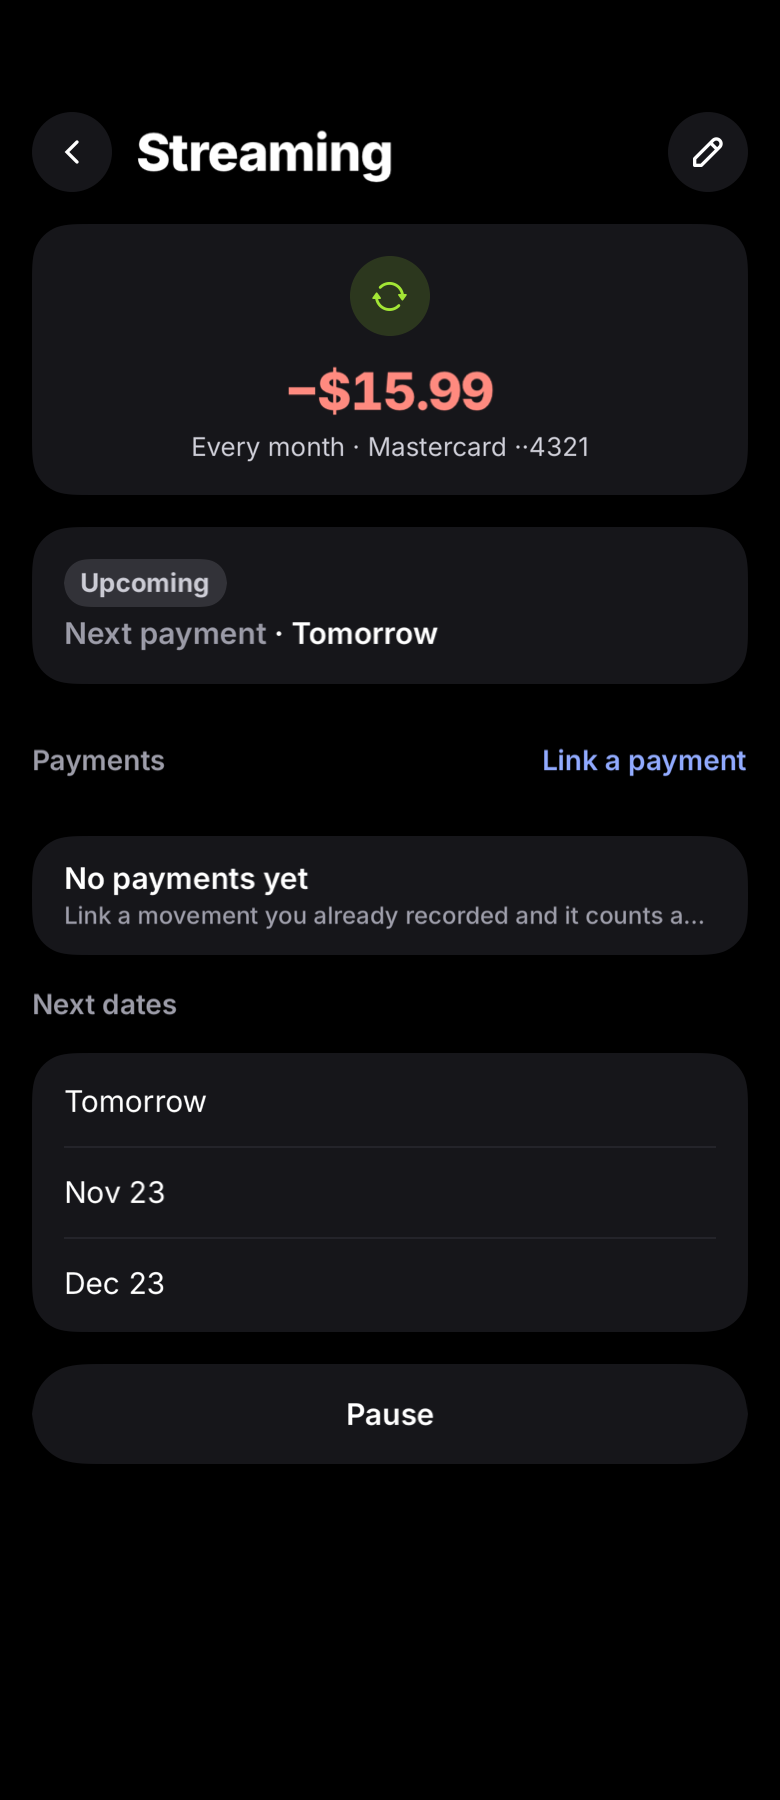 Streaming
−$15.99
Every month · Mastercard ··4321
Upcoming
Next payment · Tomorrow
Payments
Link a payment
No payments yet
Link a movement you already recorded and it counts a…
Next dates
Tomorrow
Nov 23
Dec 23
Pause